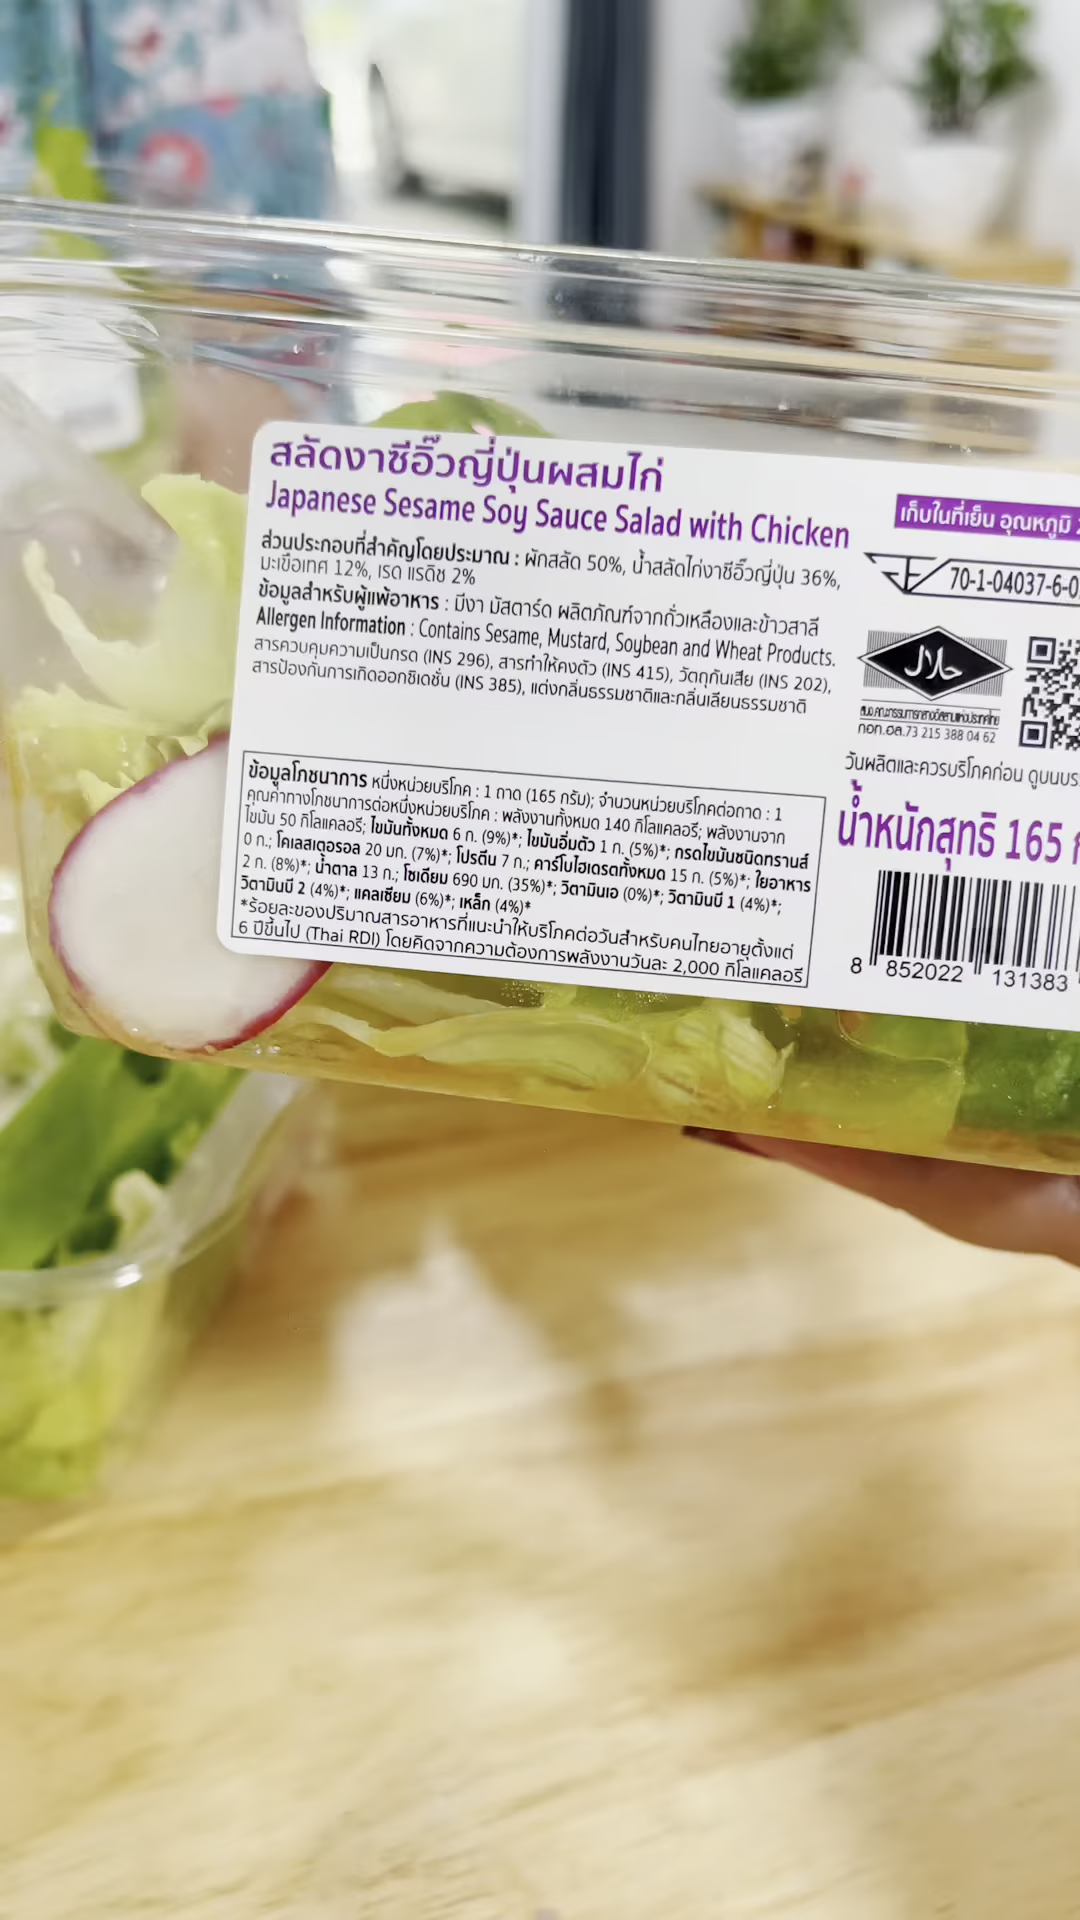 สลัดงาซีอิ๊วญี่ปุ่นผสมไก่
Japanese Sesame Soy Sauce Salad with Chicken
ส่วนประกอบที่สำคัญโดยประมาณ : ผักสลัด 50%, น้ำสลัดไก่งาซีอิ๊วญี่ปุ่น 36%,
มะเขือเทศ 12%, เรด แรดิช 2%
ข้อมูลสำหรับผู้แพ้อาหาร : มีงา มัสตาร์ด ผลิตภัณฑ์จากถั่วเหลืองและข้าวสาลี
Allergen Information : Contains Sesame, Mustard, Soybean and Wheat Products.
สารควบคุมความเป็นกรด (INS 296), สารทำให้คงตัว (INS 415), วัตถุกันเสีย (INS 202),
สารป้องกันการเกิดออกซิเดชั่น (INS 385), แต่งกลิ่นธรรมชาติและกลิ่นเลียนธรรมชาติ
ข้อมูลโภชนาการ หนึ่งหน่วยบริโภค : 1 ถาด (165 กรัม); จำนวนหน่วยบริโภคต่อถาด : 1
คุณค่าทางโภชนาการต่อหนึ่งหน่วยบริโภค : พลังงานทั้งหมด 140 กิโลแคลอรี; พลังงานจาก
ไขมัน 50 กิโลแคลอรี; ไขมันทั้งหมด 6 ก. (9%)*; ไขมันอิ่มตัว 1 ก. (5%)*; กรดไขมันชนิดทรานส์
0 ก.; โคเลสเตอรอล 20 มก. (7%)*; โปรตีน 7 ก.; คาร์โบไฮเดรตทั้งหมด 15 ก. (5%)*; ใยอาหาร
2 ก. (8%)*; น้ำตาล 13 ก.; โซเดียม 690 มก. (35%)*; วิตามินเอ (0%)*; วิตามินบี 1 (4%)*;
วิตามินบี 2 (4%)*; แคลเซียม (6%)*; เหล็ก (4%)*
*ร้อยละของปริมาณสารอาหารที่แนะนำให้บริโภคต่อวันสำหรับคนไทยอายุตั้งแต่
6 ปีขึ้นไป (Thai RDI) โดยคิดจากความต้องการพลังงานวันละ 2,000 กิโลแคลอรี
เก็บในที่เย็น อุณหภูมิ
70-1-04037-6-0
حلال
กอท.ฮล.73 215 388 04 62
วันผลิตและควรบริโภคก่อน ดูบนบรร
น้ำหนักสุทธิ 165 ก
8 852022 131383